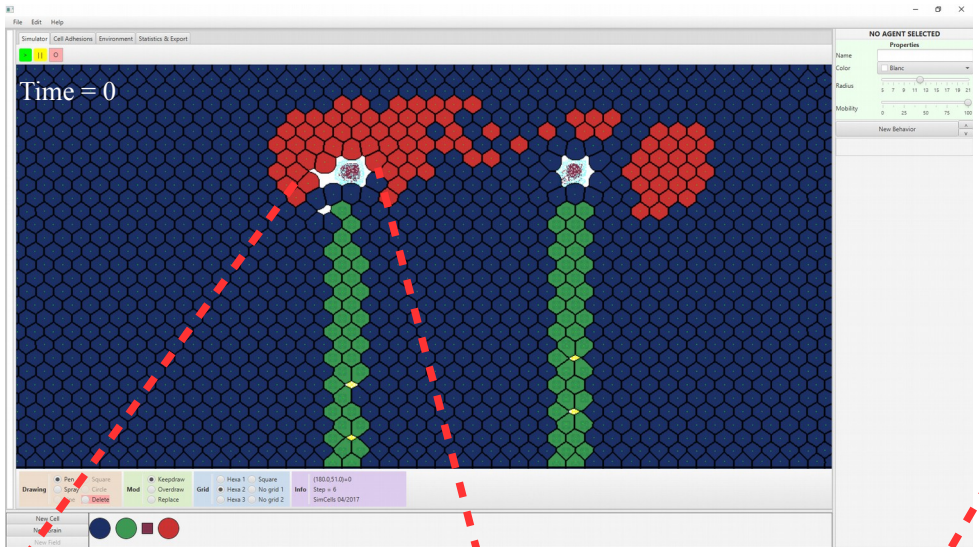 File Edit Help
Simulator Cell Adhesions Environment Statistics & Export
Time = 0
NO AGENT SELECTED
Properties
Name
Color Blanc
Radius
5 7 9 11 13 15 17 19 21
Mobility
0 25 50 75 100
New Behavior
Drawing Pen Square
Spray Circle
Delete
Mod Keepdraw
Overdraw
Replace
Grid Hexa 1 Square
Hexa 2 No grid 1
Hexa 3 No grid 2
Info (180.0,51.0)=0
Step = 6
SimCells 04/2017
New Cell
New Field